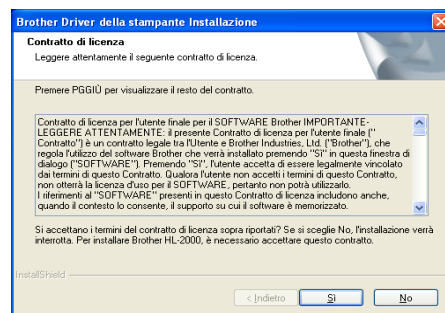 Brother Driver della stampante Installazione
Contratto di licenza
Leggere attentamente il seguente contratto di licenza.
Premere PGGIÙ per visualizzare il resto del contratto.
Contratto di licenza per l'utente finale per il SOFTWARE Brother IMPORTANTE-
LEGGERE ATTENTAMENTE: il presente Contratto di licenza per l'utente finale ("
Contratto") è un contratto legale tra l'Utente e Brother Industries, Ltd. ("Brother"), che
regola l'utilizzo del software Brother che verrà installato premendo "Sì" in questa finestra di
dialogo ("SOFTWARE"). Premendo "Sì", l'utente accetta di essere legalmente vincolato
dai termini di questo Contratto. Qualora l'utente non accetti i termini di questo Contratto,
non otterrà la licenza d'uso per il SOFTWARE, pertanto non potrà utilizzarlo.
I riferimenti al "SOFTWARE" presenti in questo Contratto di licenza includono anche,
quando il contesto lo consente, il supporto su cui il software è memorizzato.
Si accettano i termini del contratto di licenza sopra riportati? Se si sceglie No, l'installazione verrà
interrotta. Per installare Brother HL-2000, è necessario accettare questo contratto.
InstallShield
< Indietro
Sì
No